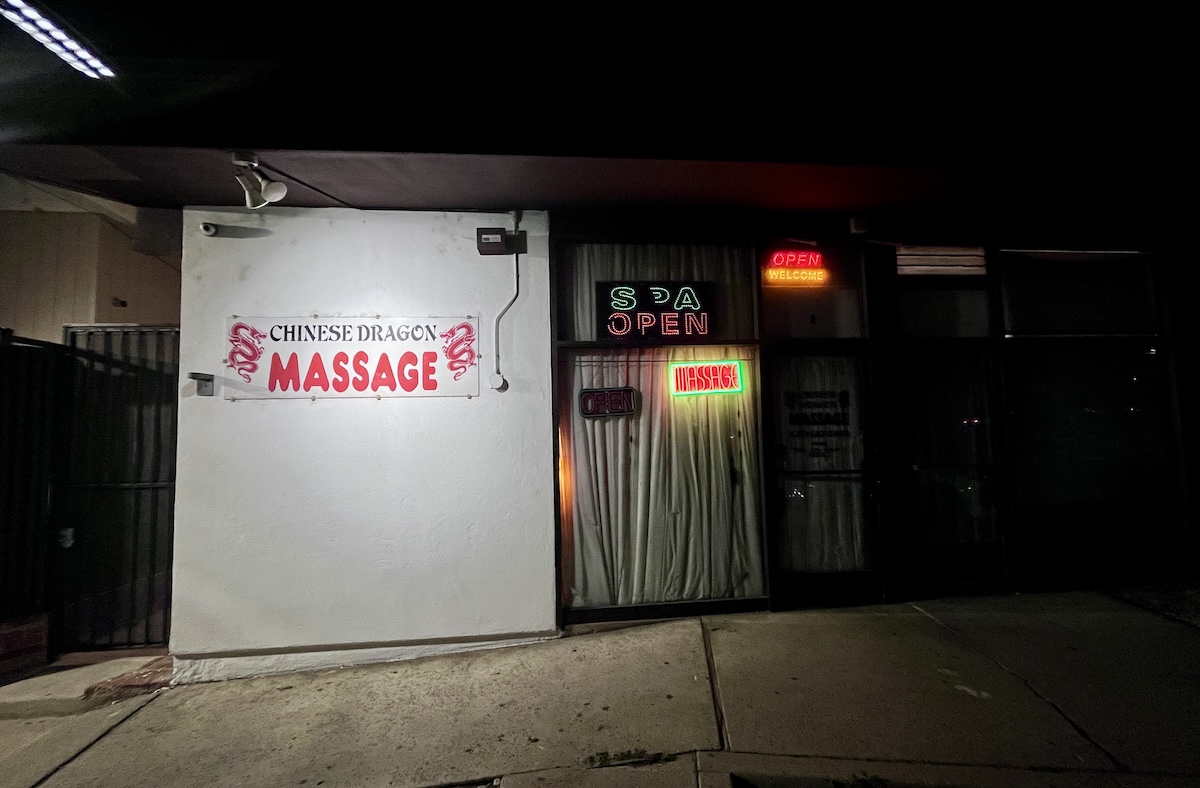 CHINESE DRAGON
MASSAGE
SPA
OPEN
OPEN
WELCOME
MASSAGE
OPEN